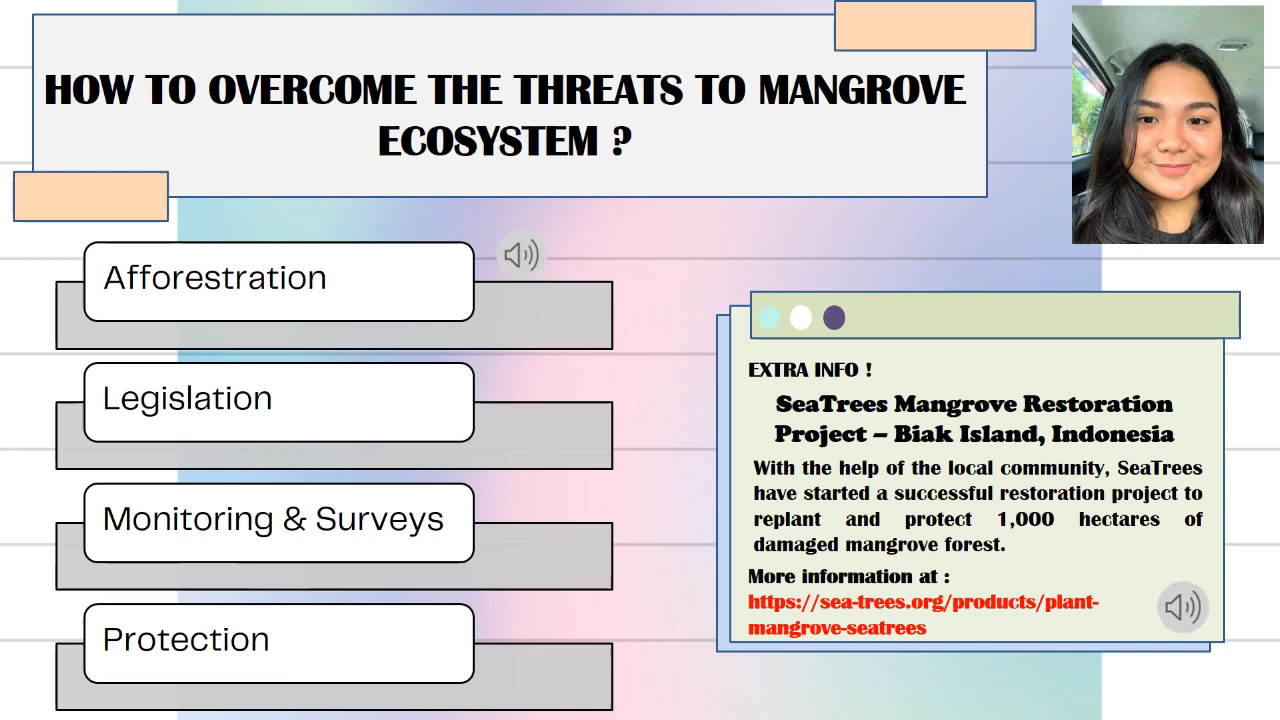 HOW TO OVERCOME THE THREATS TO MANGROVE
ECOSYSTEM ?
Afforestration
Legislation
Monitoring & Surveys
Protection
EXTRA INFO !
SeaTrees Mangrove Restoration
Project – Biak Island, Indonesia
With the help of the local community, SeaTrees
have started a successful restoration project to
replant and protect 1,000 hectares of
damaged mangrove forest.
More information at :
https://sea-trees.org/products/plant-
mangrove-seatrees